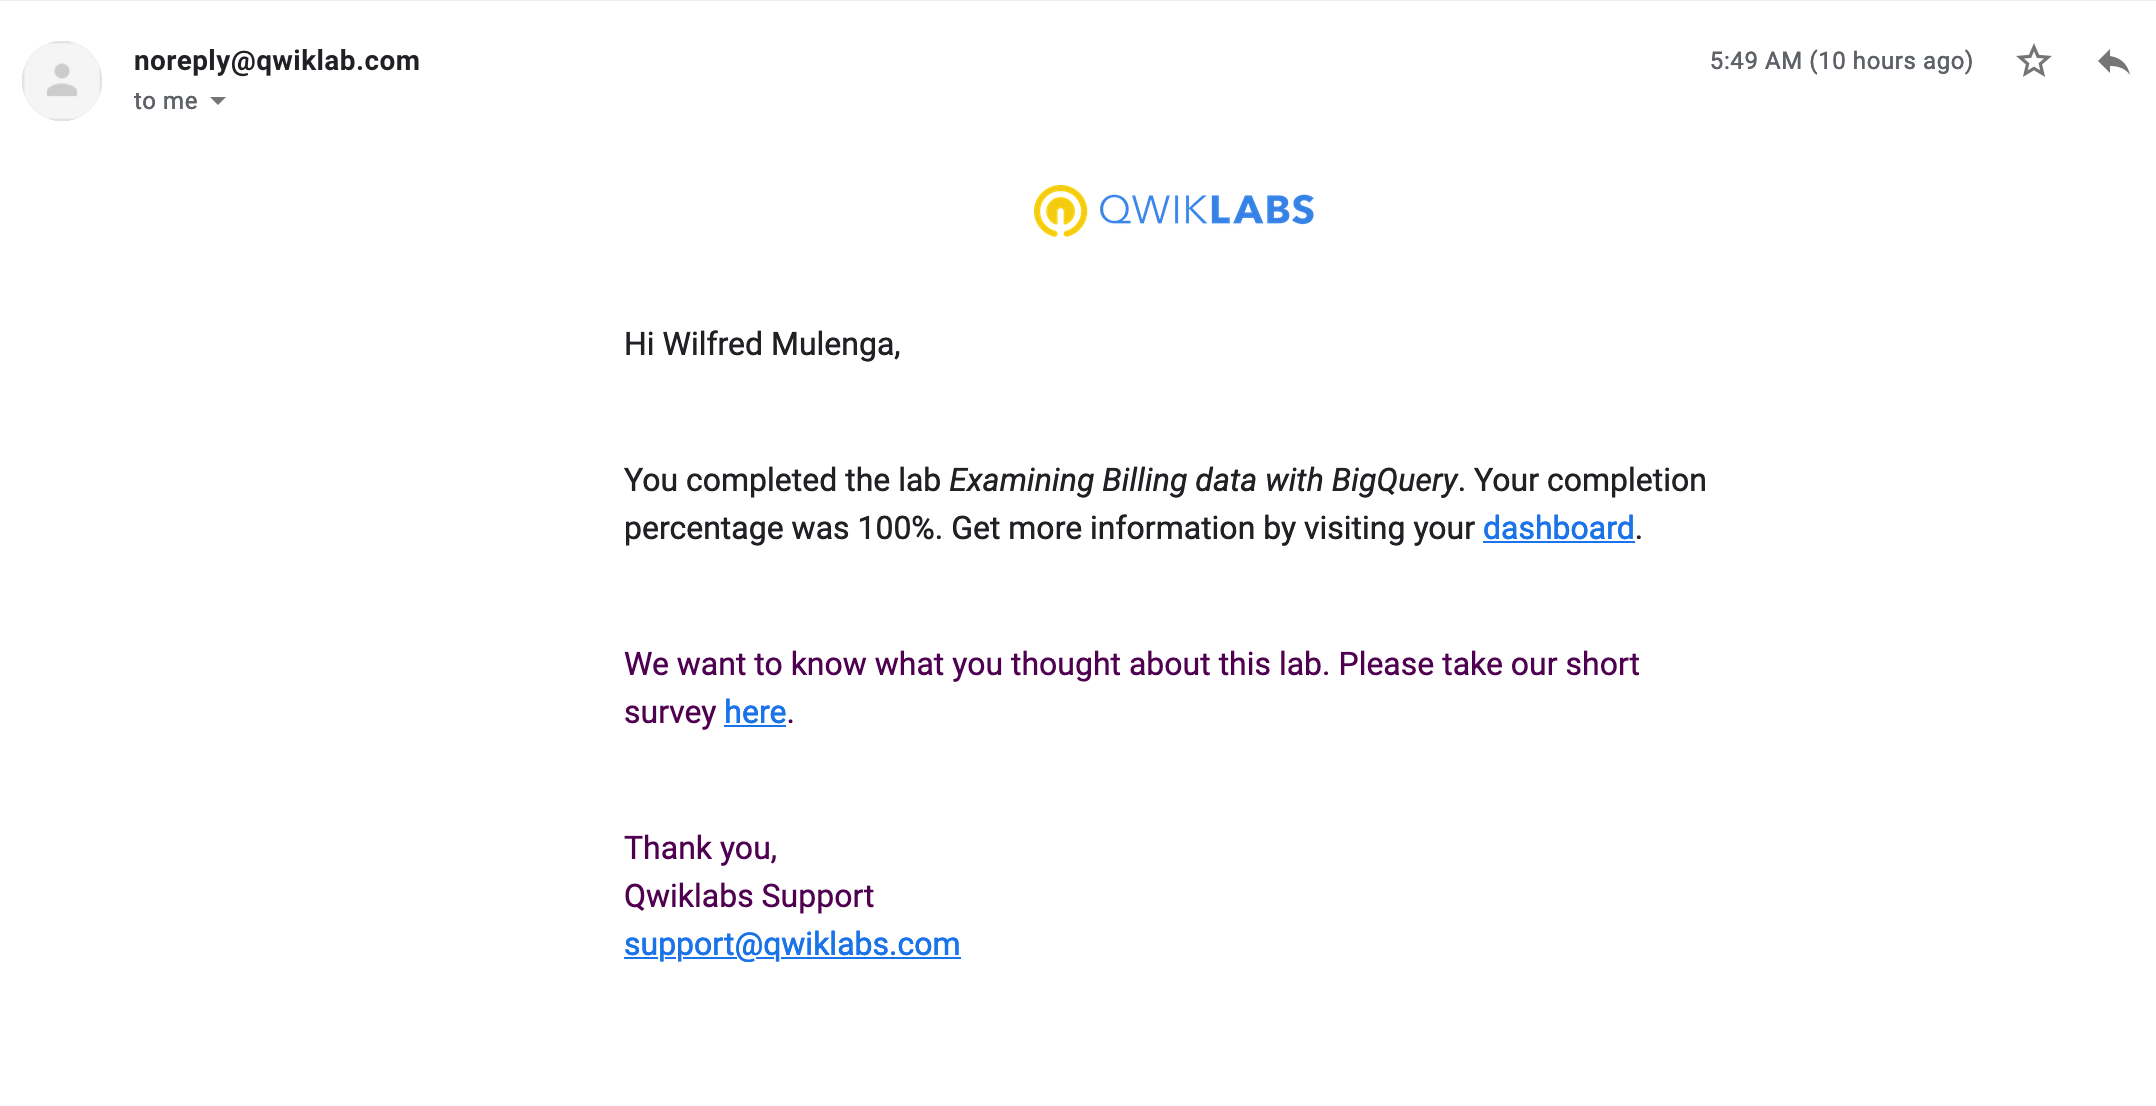 noreply@qwiklab.com
5:49 AM (10 hours ago)
to me
QWIKLABS
Hi Wilfred Mulenga,
You completed the lab Examining Billing data with BigQuery. Your completion
percentage was 100%. Get more information by visiting your dashboard.
We want to know what you thought about this lab. Please take our short
survey here.
Thank you,
Qwiklabs Support
support@qwiklabs.com